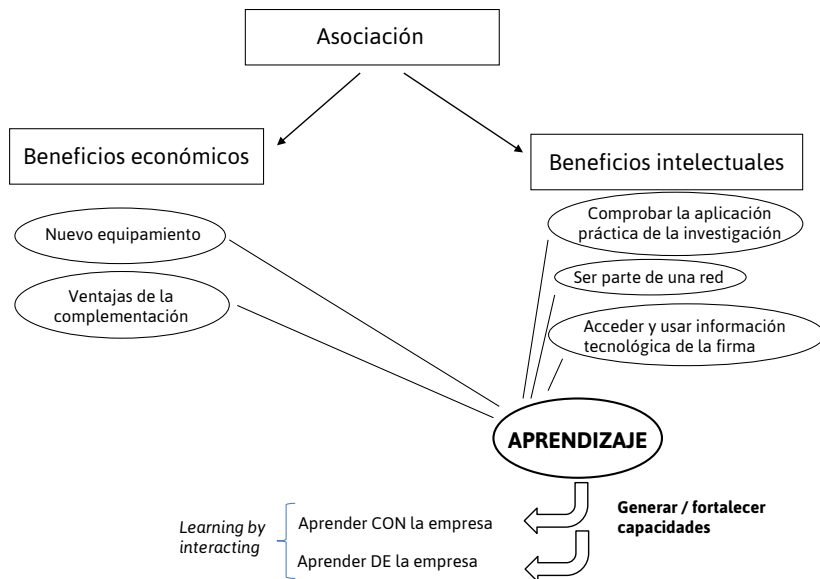 Asociación
Beneficios económicos
Beneficios intelectuales
Nuevo equipamiento
Ventajas de la
complementación
Comprobar la aplicación
práctica de la investigación
Ser parte de una red
Acceder y usar información
tecnológica de la firma
APRENDIZAJE
Generar / fortalecer
capacidades
Learning by
interacting
Aprender CON la empresa
Aprender DE la empresa